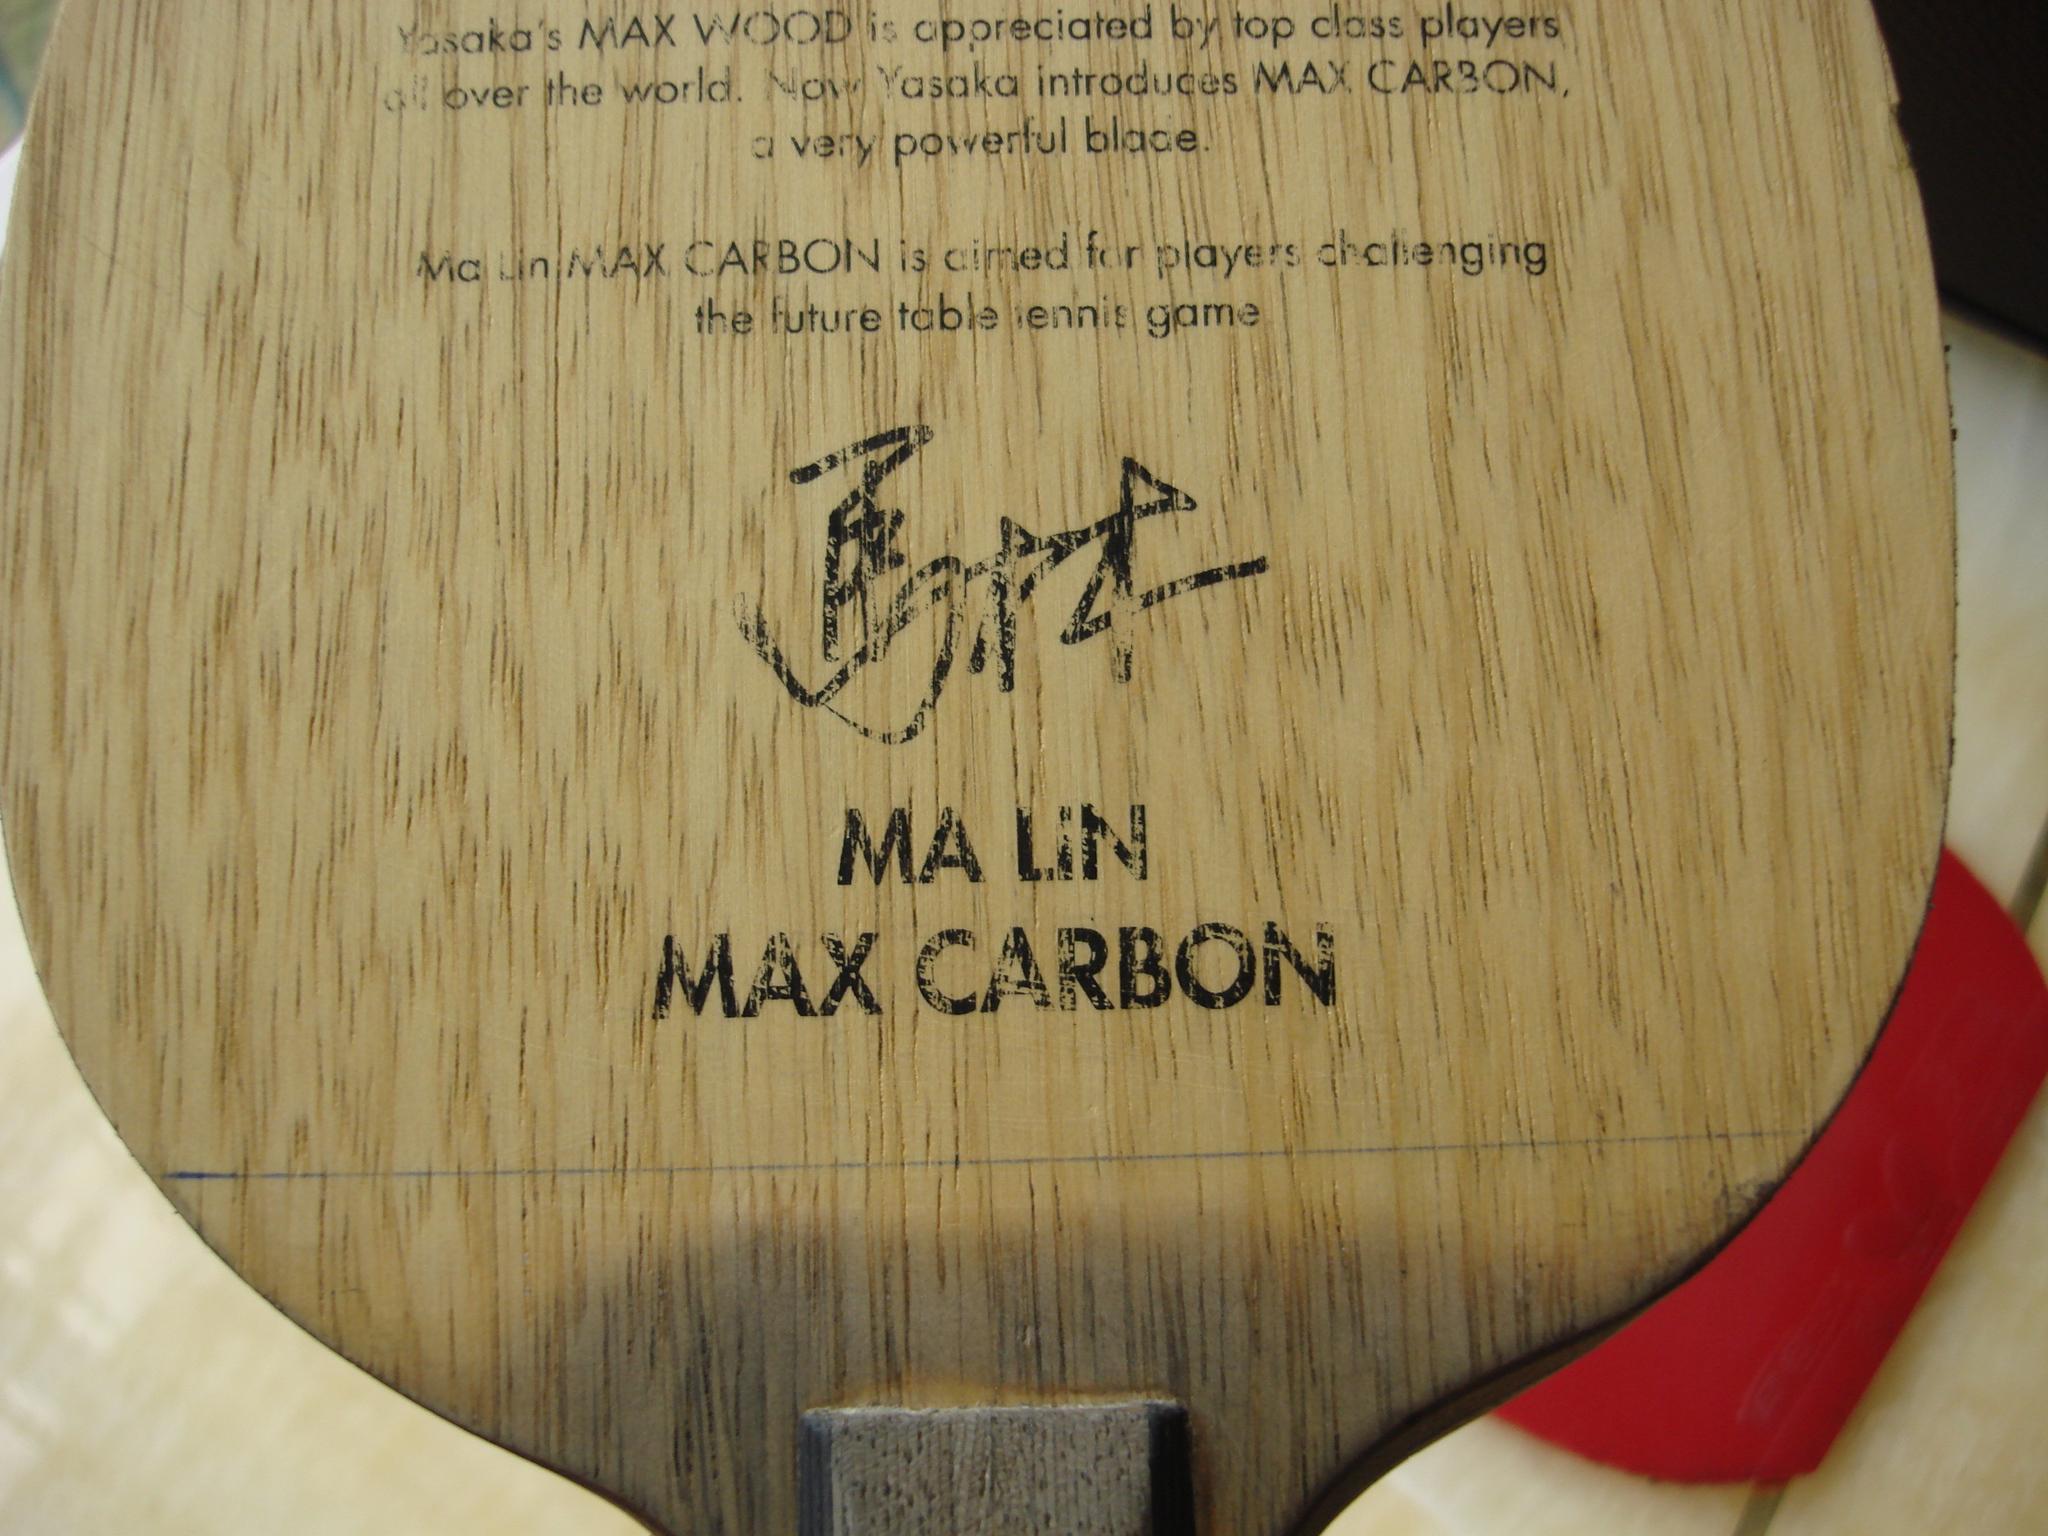 Yasaka's MAX WOOD is appreciated by top class players
all over the world. Now Yasaka introduces MAX CARBON,
a very powerful blade.
Ma Lin MAX CARBON is aimed for players challenging
the future table tennis game
馬林
MA LIN
MAX CARBON